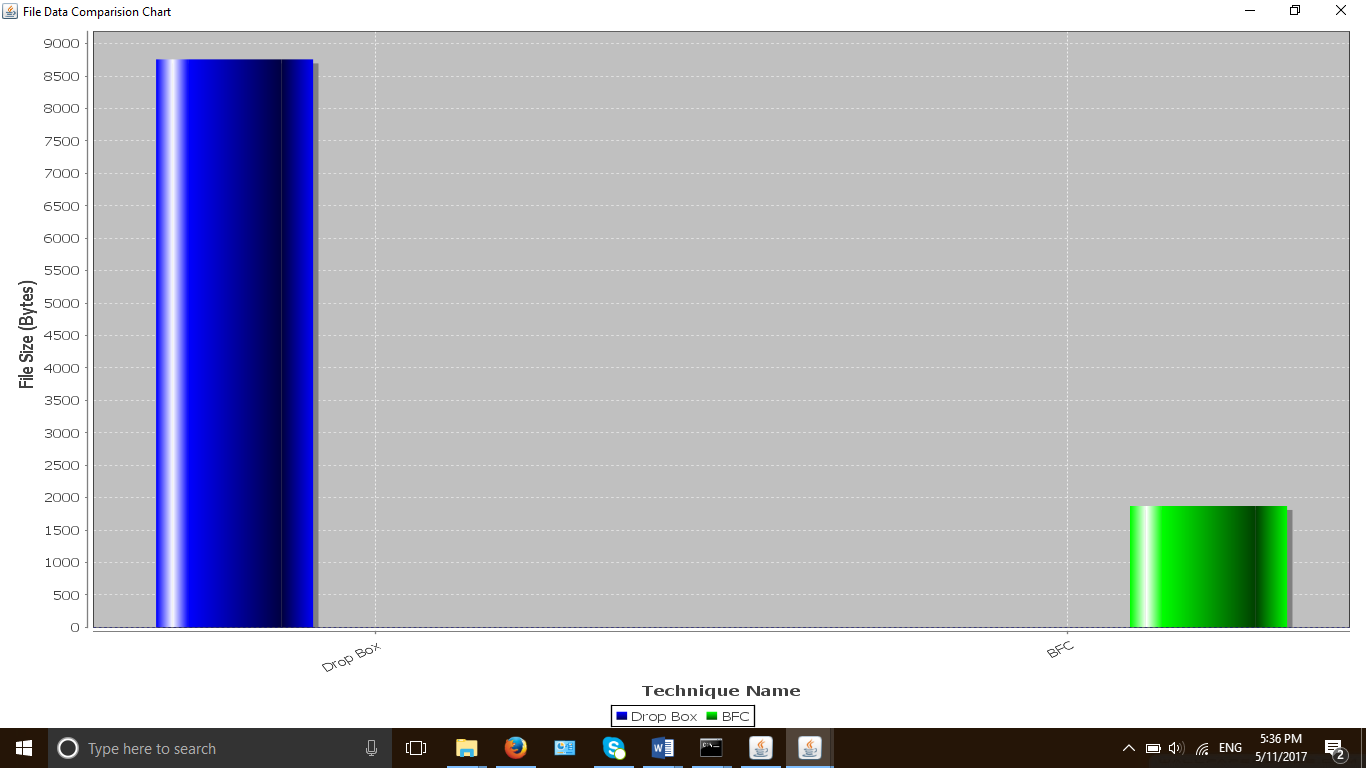 File Data Comparision Chart
9000
8500
8000
7500
7000
6500
6000
5500
5000
4500
4000
3500
3000
2500
2000
1500
1000
500
0
File Size (Bytes)
Drop Box
BFC
Technique Name
Drop Box BFC
Type here to search
ENG
5:36 PM
5/11/2017
2